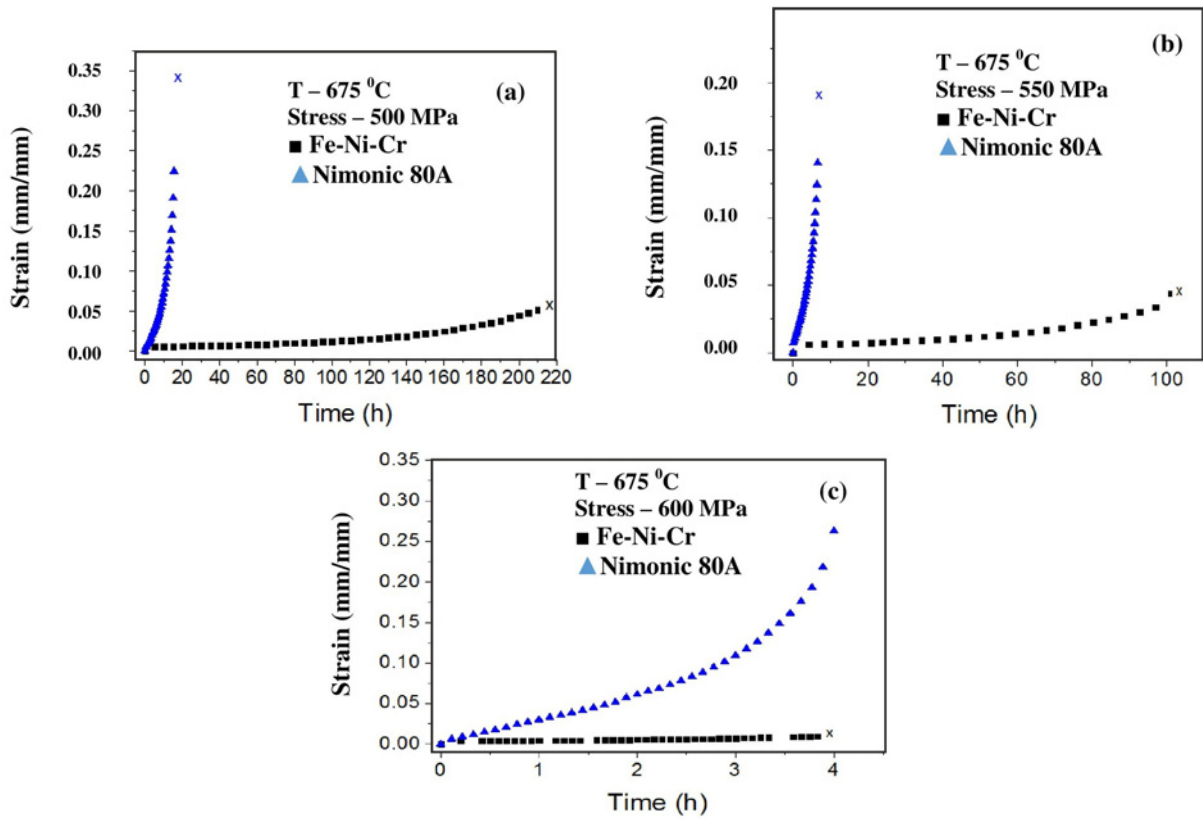 (a)
T – 675 ⁰C
Stress – 500 MPa
Fe-Ni-Cr
Nimonic 80A
x
x
0.35
0.30
0.25
0.20
0.15
0.10
0.05
0.00
Strain (mm/mm)
0 20 40 60 80 100 120 140 160 180 200 220
Time (h)
(b)
T – 675 ⁰C
Stress – 550 MPa
Fe-Ni-Cr
Nimonic 80A
x
x
0.20
0.15
0.10
0.05
0.00
Strain (mm/mm)
0 20 40 60 80 100
Time (h)
(c)
T – 675 ⁰C
Stress – 600 MPa
Fe-Ni-Cr
Nimonic 80A
x
0.35
0.30
0.25
0.20
0.15
0.10
0.05
0.00
Strain (mm/mm)
0 1 2 3 4
Time (h)